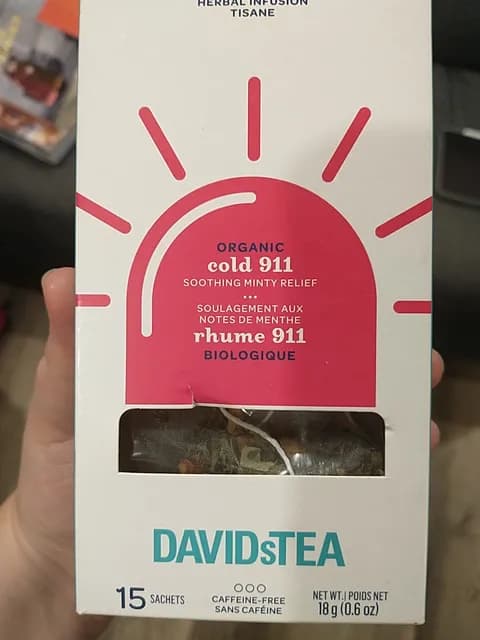 HERBAL INFUSION
TISANE
ORGANIC
cold 911
SOOTHING MINTY RELIEF
...
SOULAGEMENT AUX
NOTES DE MENTHE
rhume 911
BIOLOGIQUE
DAVIDsTEA
15 SACHETS
CAFFEINE-FREE
SANS CAFÉINE
NET WT. | POIDS NET
18 g (0.6 oz)